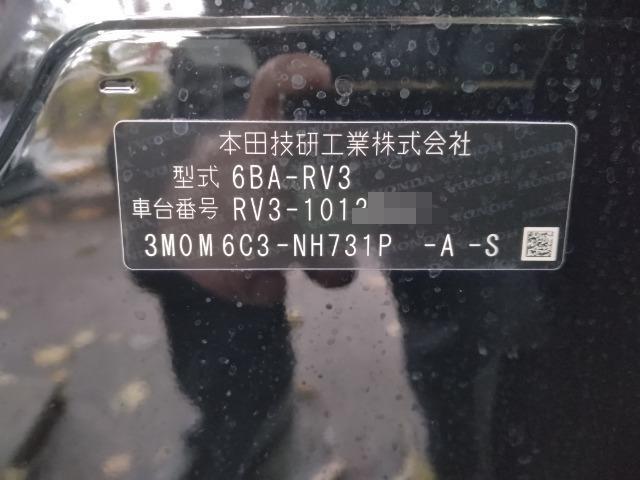 本田技研工業株式会社
型式 6BA-RV3
車台番号 RV3-1012
3M0M6C3-NH731P -A-S